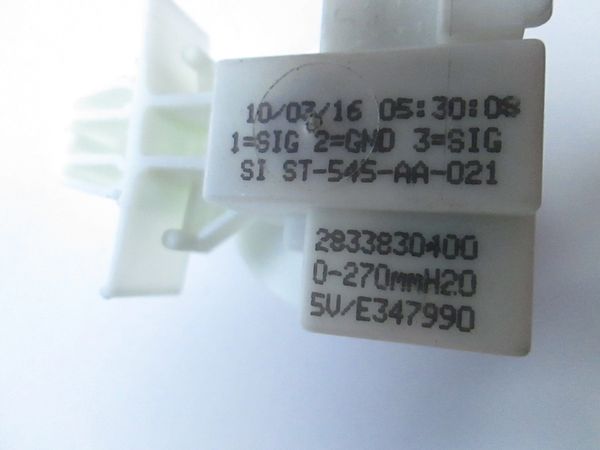 10/03/16 05:30:08
1=SIG 2=GND 3=SIG
SI ST-545-AA-021
2833830400
0-270mmH2O
5V/E347990